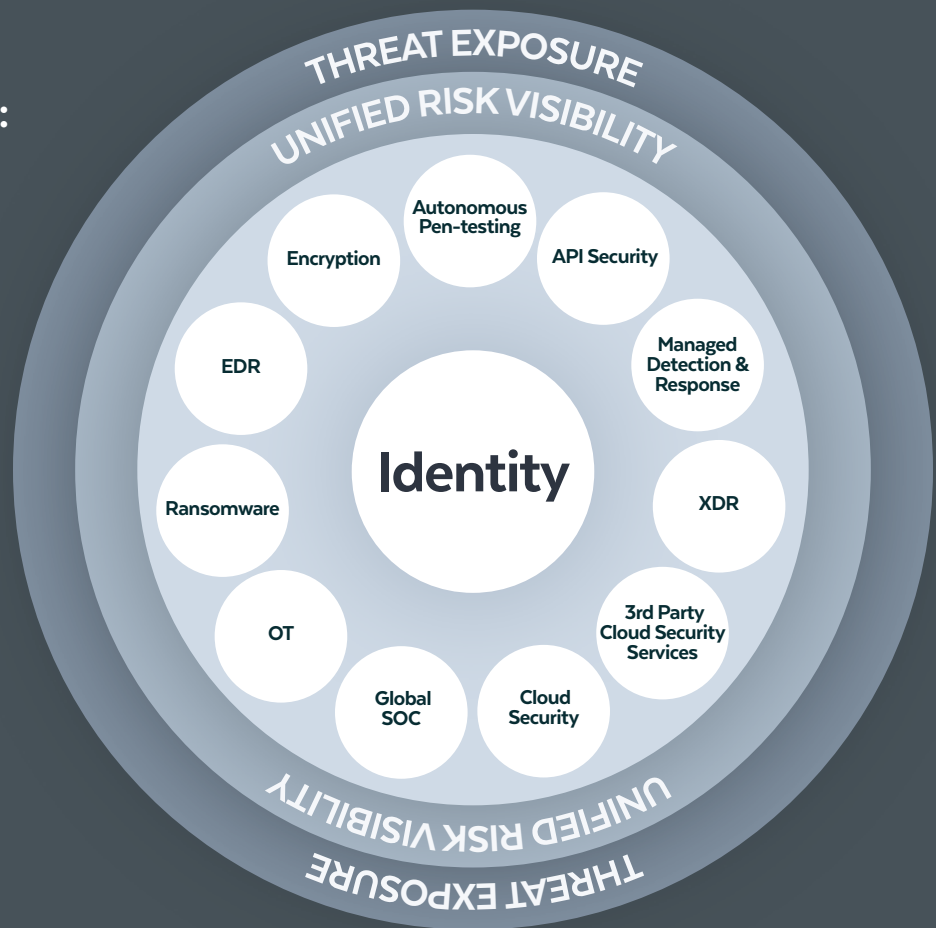 :
THREAT EXPOSURE
UNIFIED RISK VISIBILITY
Autonomous
Pen-testing
API Security
Managed
Detection &
Response
XDR
3rd Party
Cloud Security
Services
Cloud
Security
Global
SOC
OT
Ransomware
EDR
Encryption
Identity
UNIFIED RISK VISIBILITY
THREAT EXPOSURE